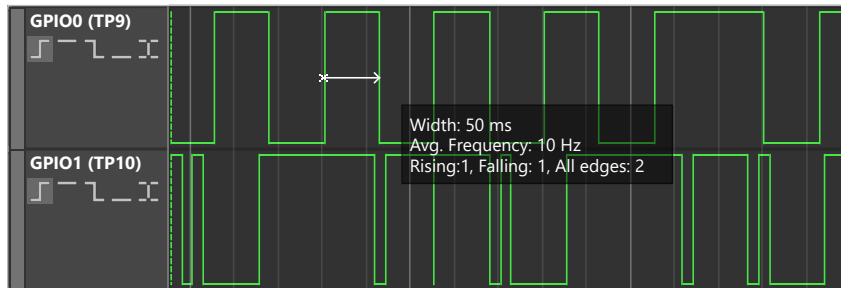 GPIO0 (TP9)
Width: 50 ms
Avg. Frequency: 10 Hz
Rising:1, Falling: 1, All edges: 2
GPIO1 (TP10)